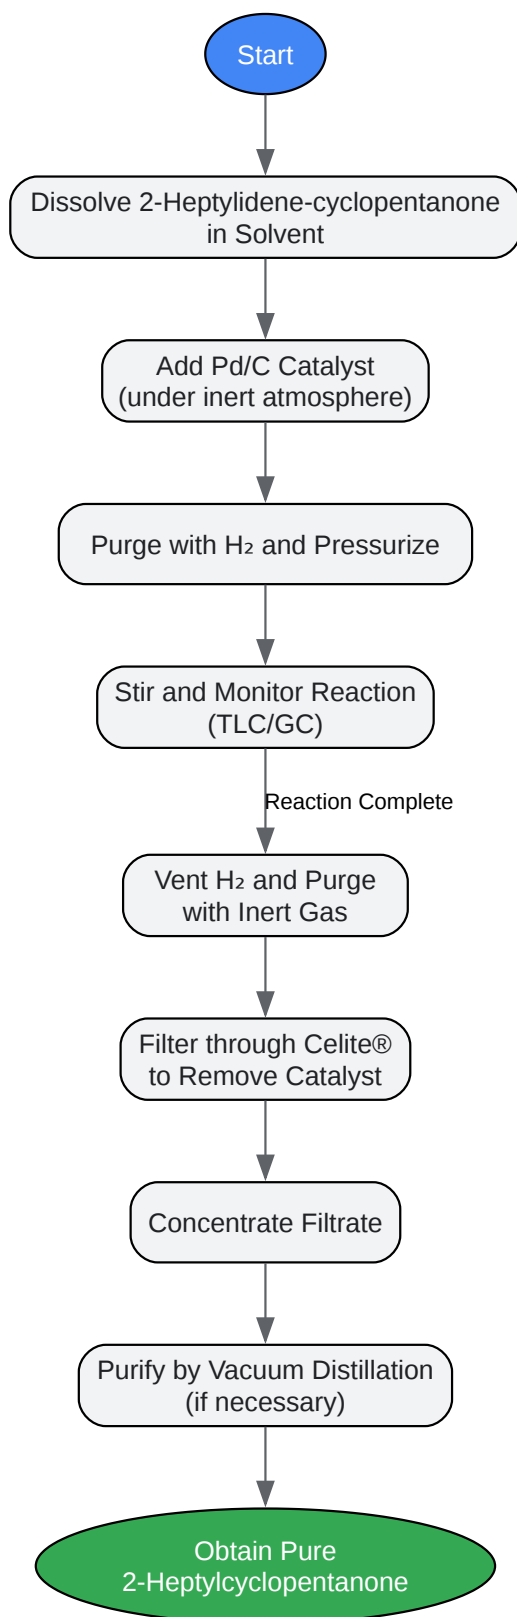 Start
Dissolve 2-Heptylidene-cyclopentanone
in Solvent
Add Pd/C Catalyst
(under inert atmosphere)
Purge with H₂ and Pressurize
Stir and Monitor Reaction
(TLC/GC)
Reaction Complete
Vent H₂ and Purge
with Inert Gas
Filter through Celite®
to Remove Catalyst
Concentrate Filtrate
Purify by Vacuum Distillation
(if necessary)
Obtain Pure
2-Heptylcyclopentanone